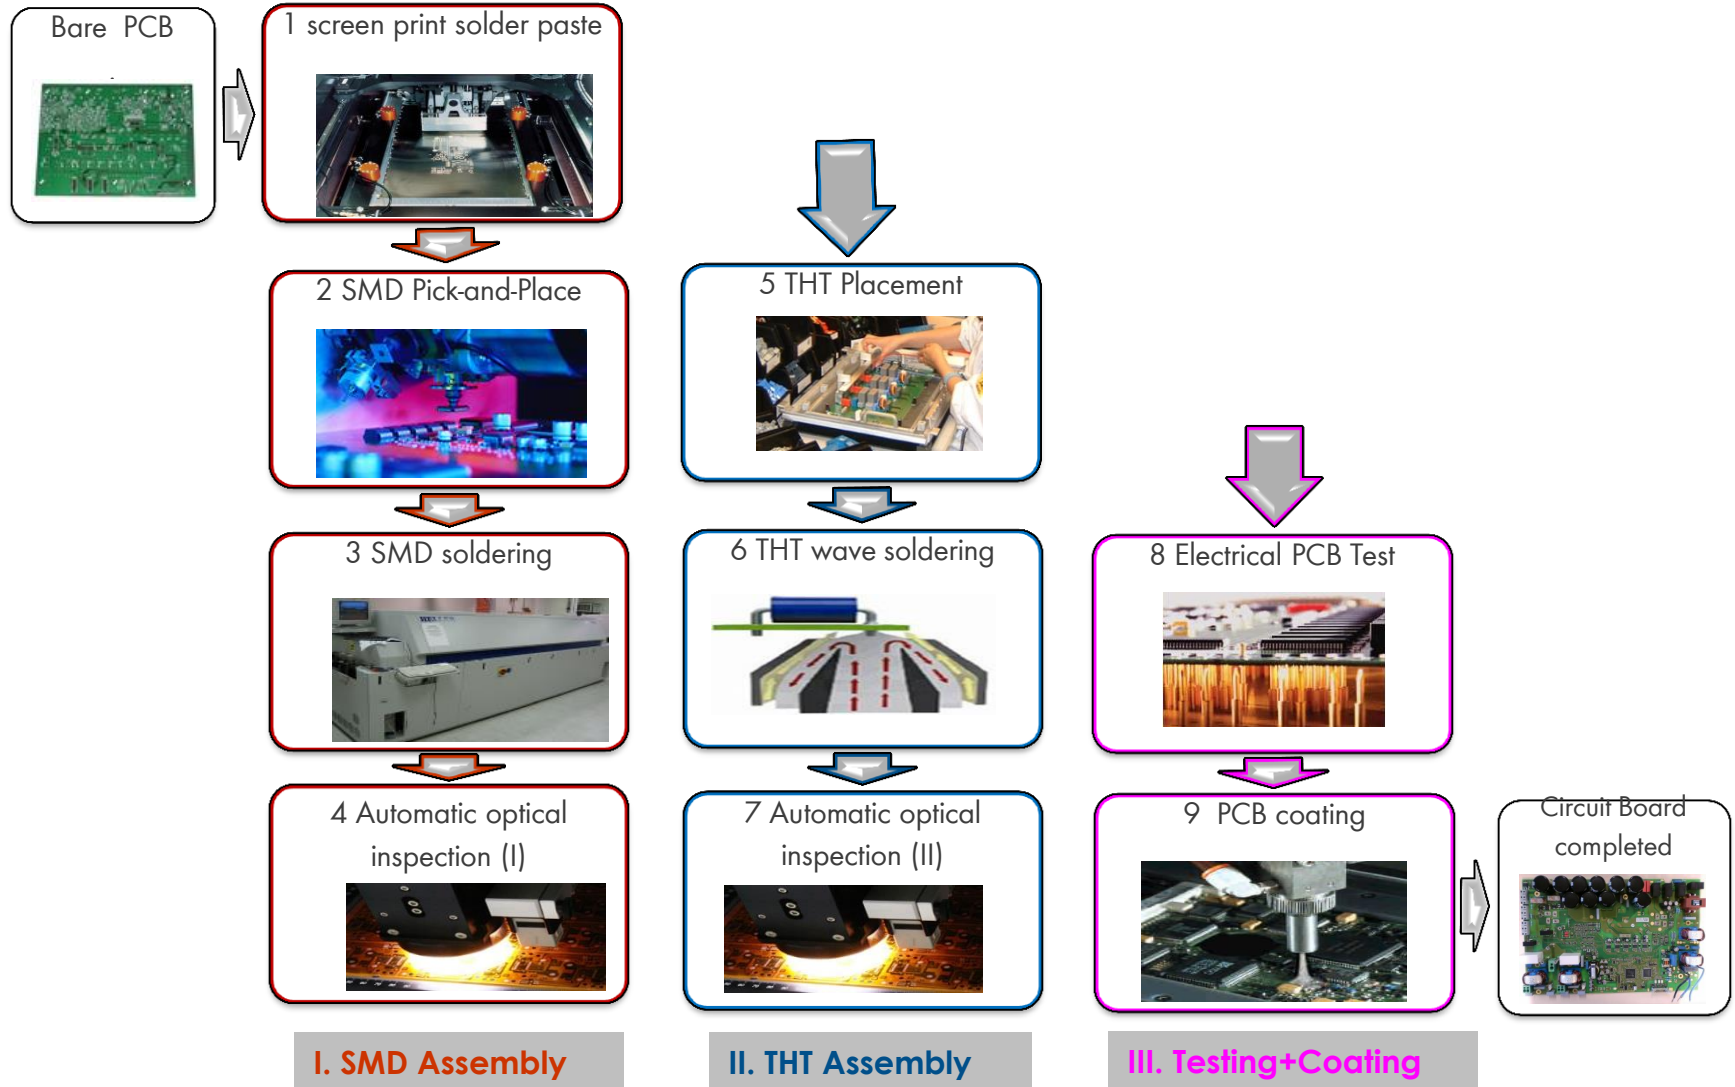 Bare PCB
1 screen print solder paste
2 SMD Pick-and-Place
3 SMD soldering
4 Automatic optical
inspection (I)
5 THT Placement
6 THT wave soldering
7 Automatic optical
inspection (II)
8 Electrical PCB Test
9 PCB coating
Circuit Board
completed
I. SMD Assembly
II. THT Assembly
III. Testing+Coating